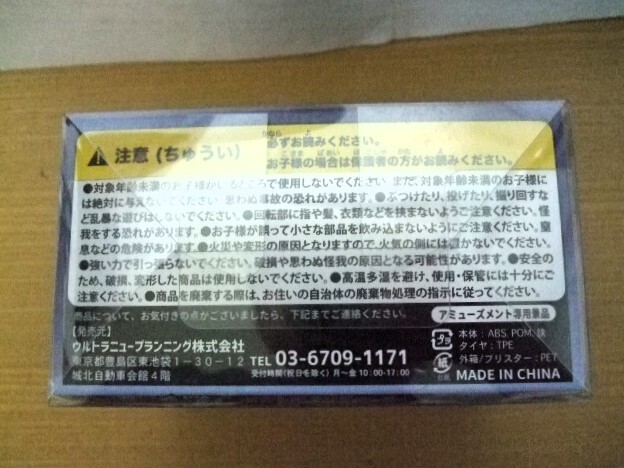 注意 (ちゅうい)
かなら よ
必ずお読みください。
お子様の場合は保護者の方がお読みください。
●対象年齢未満のお子様がいるところで使用しないでください。まだ、対象年齢未満のお子様に
は絶対に与えないでください。思わぬ事故の恐れがあります。●ぶつけたり、投げたり、振り回すな
ど乱暴な遊びはしないでください。●回転部に指や髪、衣類などを挟まないようご注意ください。怪
我をする恐れがあります。●お子様が誤って小さな部品を飲み込まないようにご注意ください。窒
息などの危険があります。●火災や変形の原因となりますので、火気の側には置かないでください。
●強い力で引っ張らないでください。破損や思わぬ怪我の原因となる可能性があります。●安全の
ため、破損、変形した商品は使用しないでください。●高温多湿を避け、使用・保管には十分にご
注意ください。●商品を廃棄する際は、お住いの自治体の廃棄物処理の指示に従ってください。
商品について、お気付きの点がございましたら、下記までご連絡ください。
【発売元】
ウルトラニュープランニング株式会社
東京都豊島区東池袋1-30-12
城北自動車会館4階
TEL 03-6709-1171
受付時間(祝日を除く)月~金 10:00-17:00
アミューズメント専用景品
本体:ABS, POM, 鉄
タイヤ:TPE
紙
外箱/ブリスター:PET
MADE IN CHINA